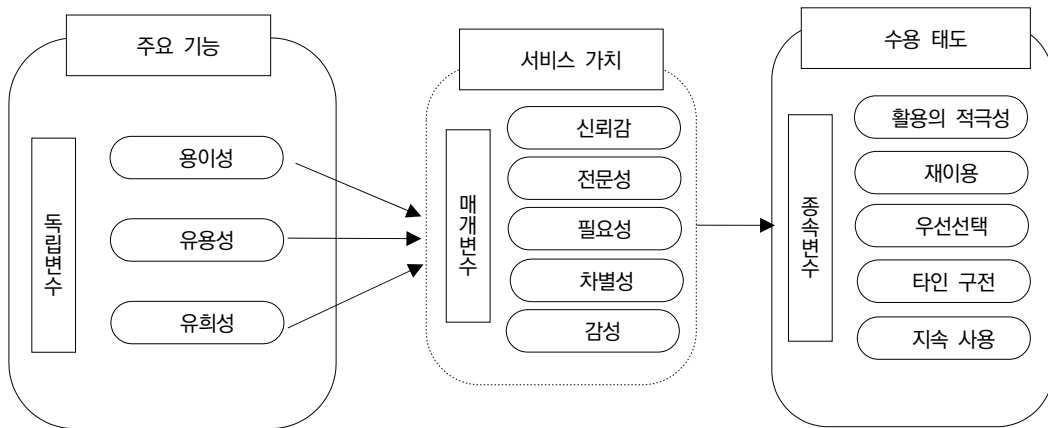 주요 기능
독립변수
용이성
유용성
유희성
서비스 가치
매개변수
신뢰감
전문성
필요성
차별성
감성
수용 태도
종속변수
활용의 적극성
재이용
우선선택
타인 구전
지속 사용